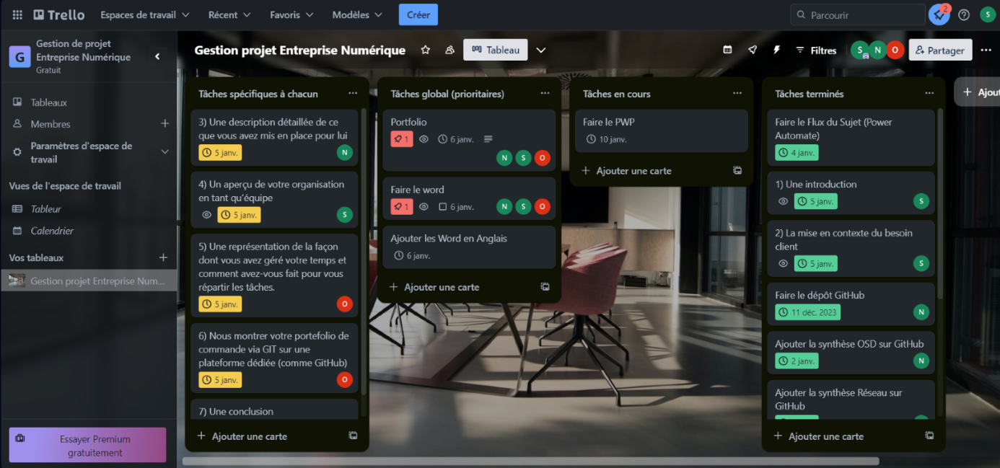 Trello
Espaces de travail
Récent
Favoris
Modèles
Créer
Parcourir
2
S
G
Gestion de projet
Entreprise Numérique
Gratuit
Tableaux
Membres
Paramètres d'espace de
travail
Vues de l'espace de travail
Tableur
Calendrier
Vos tableaux
Gestion projet Entreprise Num...
Essayer Premium
gratuitement
Gestion projet Entreprise Numérique
Tableau
Filtres
S
N
O
Partager
Tâches spécifiques à chacun
3) Une description détaillée de ce
que vous avez mis en place pour lui
5 janv.
N
4) Un aperçu de votre organisation
en tant qu'équipe
5 janv.
S
5) Une représentation de la façon
dont vous avez géré votre temps et
comment avez-vous fait pour vous
répartir les tâches.
5 janv.
O
6) Nous montrer votre portefolio de
commande via GIT sur une
plateforme dédiée (comme GitHub)
5 janv.
O
7) Une conclusion
Ajouter une carte
Tâches global (prioritaires)
Portfolio
1
6 janv.
N
S
O
Faire le word
1
6 janv.
N
S
O
Ajouter les Word en Anglais
6 janv.
Ajouter une carte
Tâches en cours
Faire le PWP
10 janv.
Ajouter une carte
Tâches terminés
Faire le Flux du Sujet (Power
Automate)
4 janv.
1) Une introduction
5 janv.
S
2) La mise en contexte du besoin
client
5 janv.
S
Faire le dépôt GitHub
11 déc. 2023
N
Ajouter la synthèse OSD sur GitHub
2 janv.
N
Ajouter la synthèse Réseau sur
GitHub
Ajouter une carte
Ajout